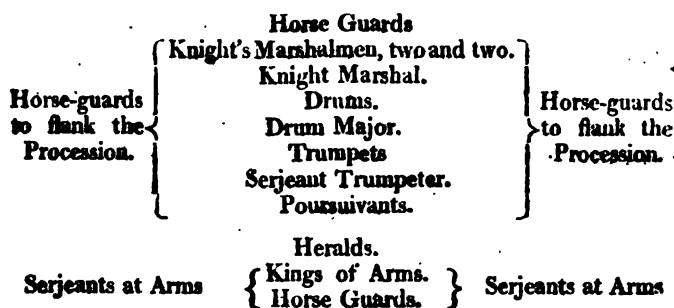 Horse Guards
Knight's Marshalmen, two and two.
Knight Marshal.
Horse-guards Drums. Horse-guards
to flank the Drum Major. to flank the
Procession. Trumpets Procession.
Serjeant Trumpeter.
Poursuivants.
Heralds.
Serjeants at Arms Kings of Arms. Serjeants at Arms
Horse Guards.